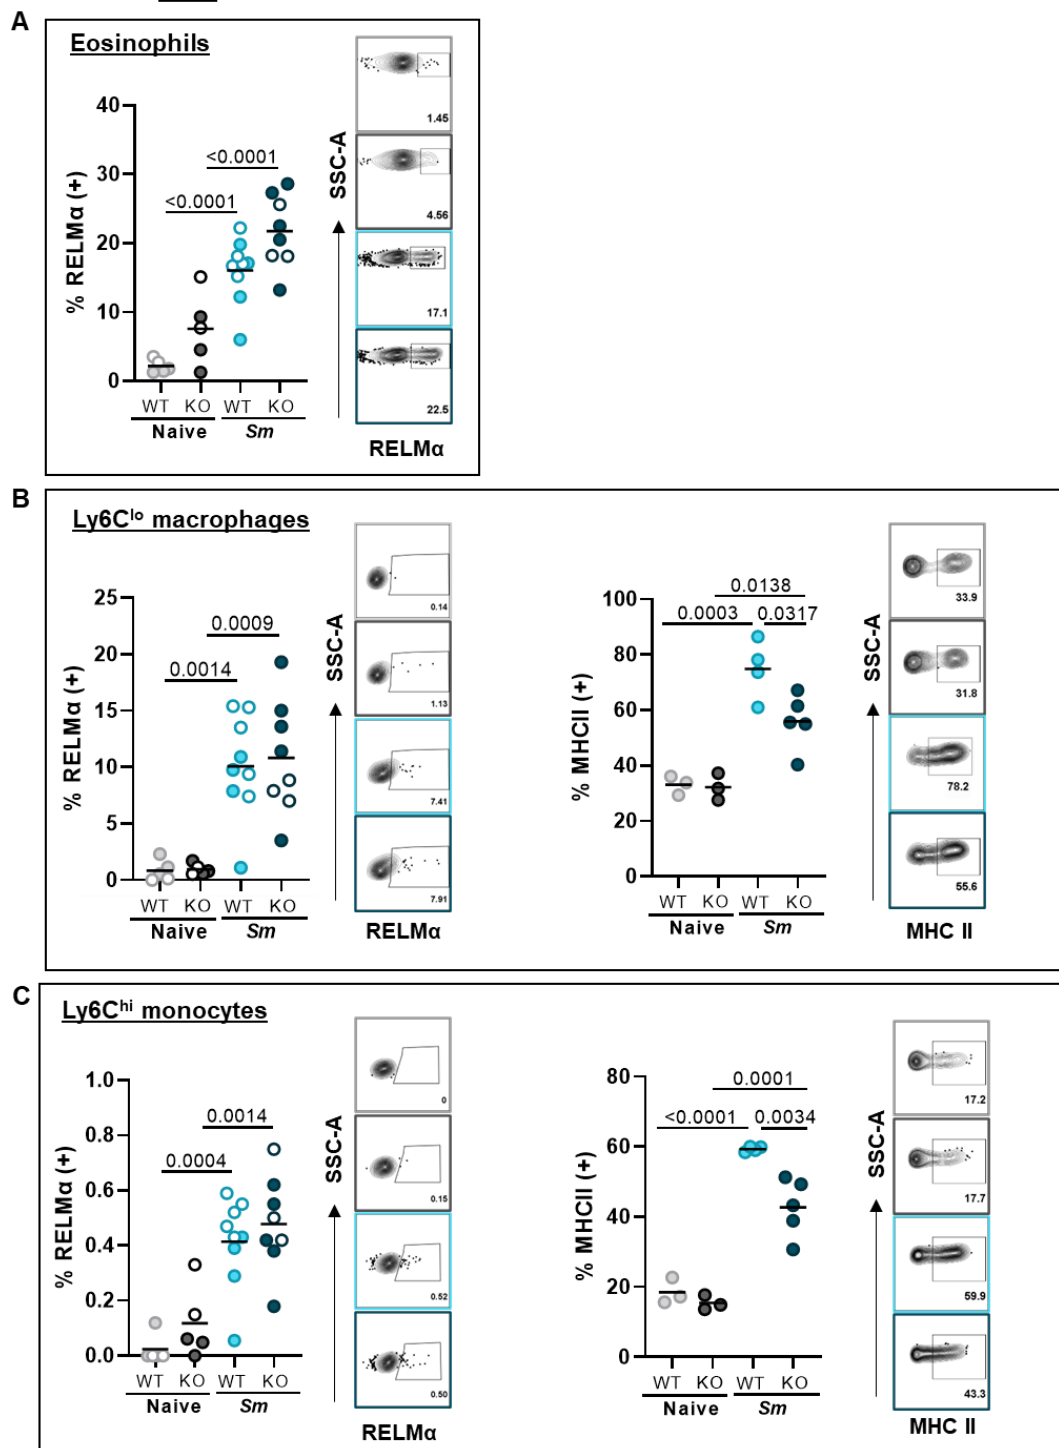 A
Eosinophils
% RELMα (+)
40
30
20
10
0
<0.0001
<0.0001
WT KO WT KO
Naive Sm
SSC-A
1.45
4.56
17.1
22.5
RELMα
B
Ly6Clo macrophages
% RELMα (+)
25
20
15
10
5
0
0.0009
0.0014
WT KO WT KO
Naive Sm
SSC-A
0.14
1.13
7.41
7.91
RELMα
% MHCII (+)
100
80
60
40
20
0
0.0138
0.0003 0.0317
WT KO WT KO
Naive Sm
SSC-A
33.9
31.8
78.2
55.6
MHC II
C
Ly6Chi monocytes
% RELMα (+)
1.0
0.8
0.6
0.4
0.2
0.0
0.0014
0.0004
WT KO WT KO
Naive Sm
SSC-A
0
0.15
0.52
0.50
RELMα
% MHCII (+)
80
60
40
20
0
0.0001
<0.0001 0.0034
WT KO WT KO
Naive Sm
SSC-A
17.2
17.7
59.9
43.3
MHC II